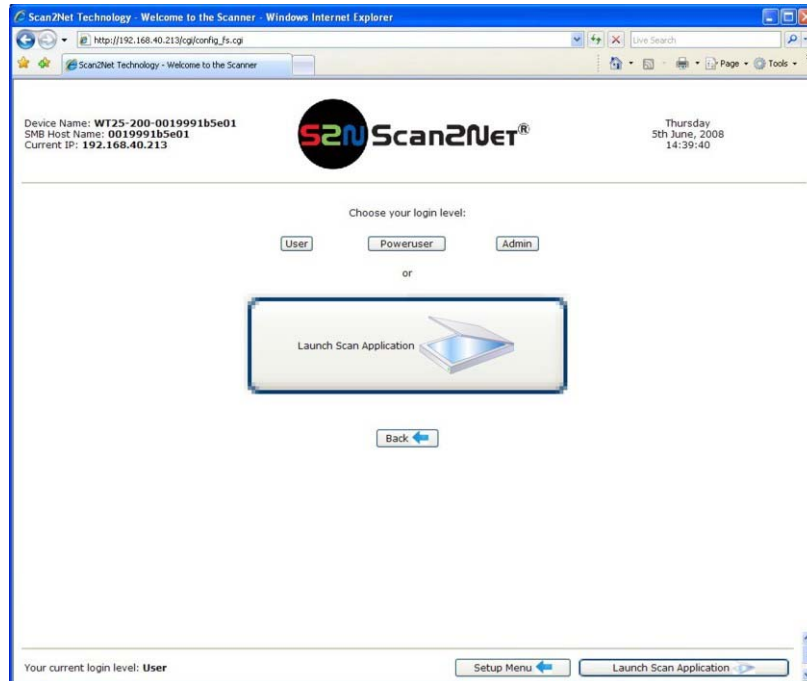 Scan2Net Technology - Welcome to the Scanner - Windows Internet Explorer
http://192.168.40.213/cgi/config_fs.cgi
Live Search
Scan2Net Technology - Welcome to the Scanner
Page
Tools
Device Name: WT25-200-0019991b5e01
SMB Host Name: 0019991b5e01
Current IP: 192.168.40.213
S2N Scan2Net®
Thursday
5th June, 2008
14:39:40
Choose your login level:
User Poweruser Admin
or
Launch Scan Application
Back
Your current login level: User
Setup Menu
Launch Scan Application